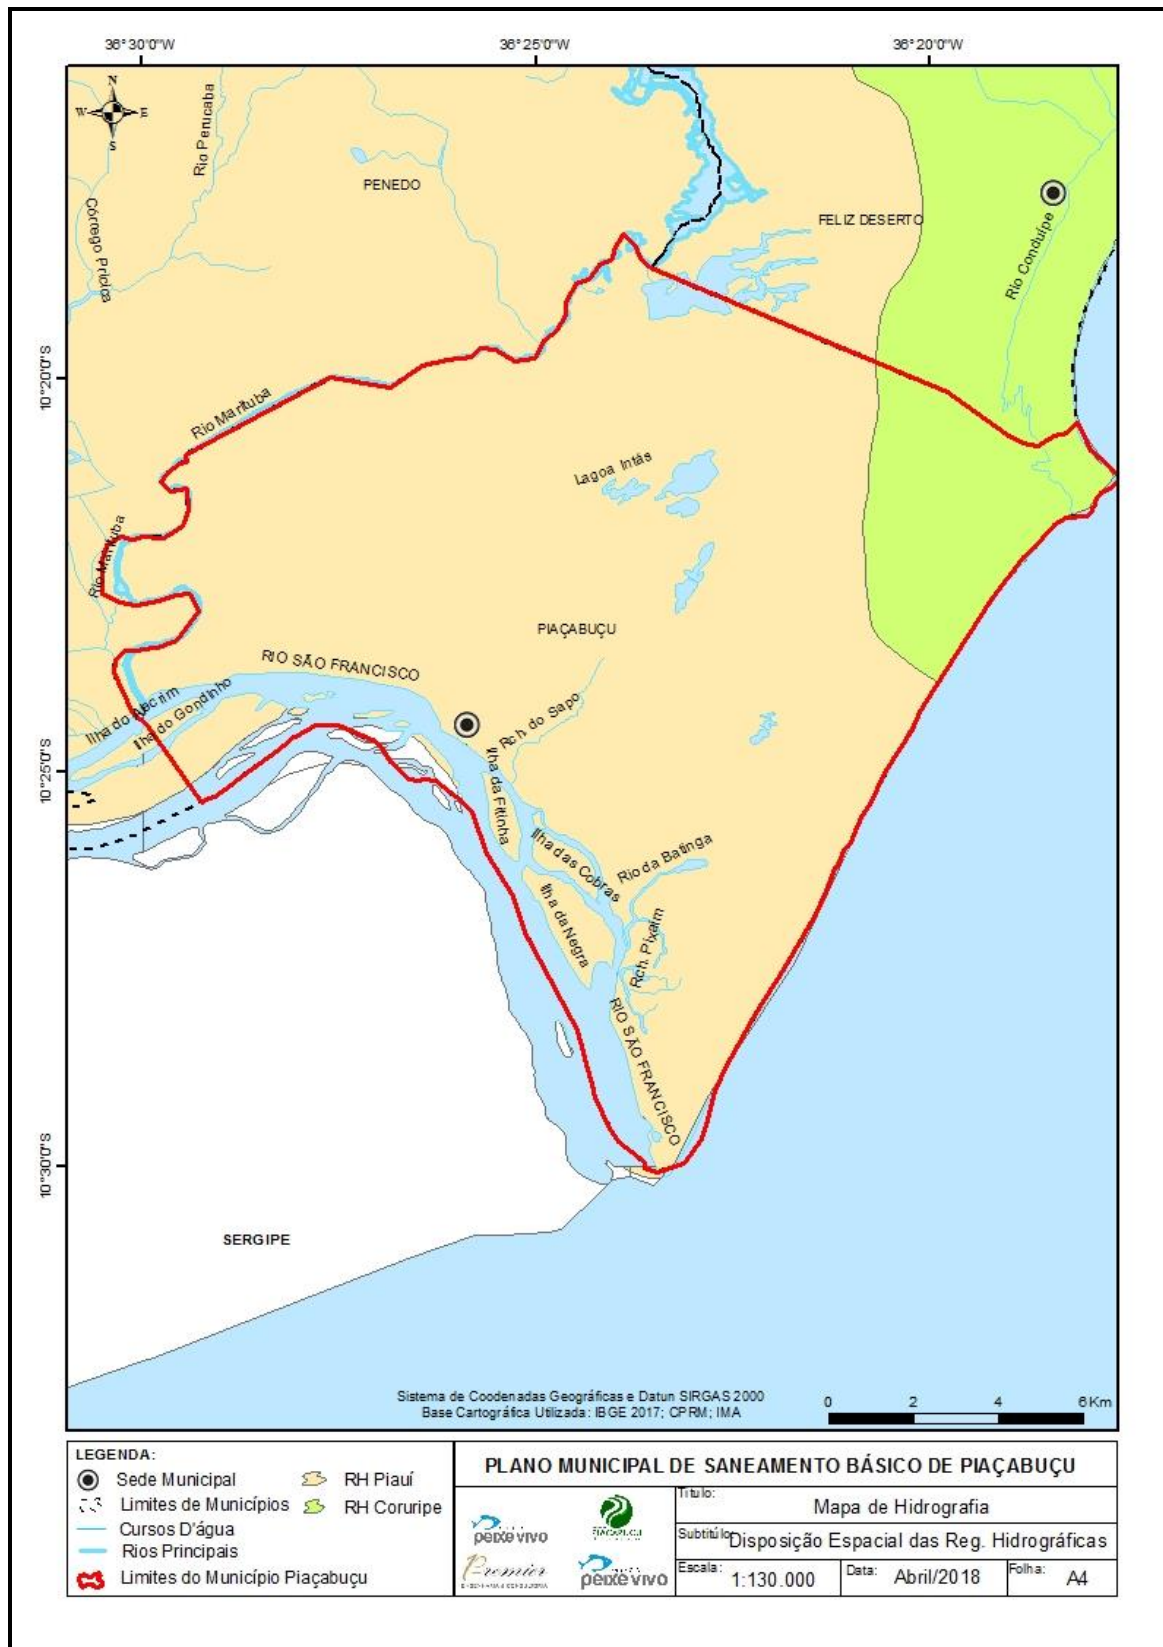 36°30'0"W
36°25'0"W
36°20'0"W
N
W
E
S
Rio Perucaba
PENEDO
Córrego Pricica
FELIZ DESERTO
Rio Conduípe
10°20'0"S
Rio Marituba
Lagoa Intãs
Rio Marituba
PIAÇABUÇU
RIO SÃO FRANCISCO
Ilha do Gondinho
Rch. do Sapo
Ilha da Fitinha
10°25'0"S
Ilha das Cobras
Rio da Batinga
Ilha da Negra
Rch. Pixaim
RIO SÃO FRANCISCO
10°30'0"S
SERGIPE
Sistema de Coodenadas Geográficas e Datun SIRGAS 2000
Base Cartográfica Utilizada: IBGE 2017; CPRM; IMA
0 2 4 6 Km
LEGENDA:
Sede Municipal
RH Piauí
Limites de Municípios
RH Coruripe
Cursos D'água
Rios Principais
Limites do Município Piaçabuçu
PLANO MUNICIPAL DE SANEAMENTO BÁSICO DE PIAÇABUÇU
peixe vivo
Premier
peixe vivo
Título:
Mapa de Hidrografia
Subtítulo:
Disposição Espacial das Reg. Hidrográficas
Escala:
1:130.000
Data:
Abril/2018
Folha:
A4